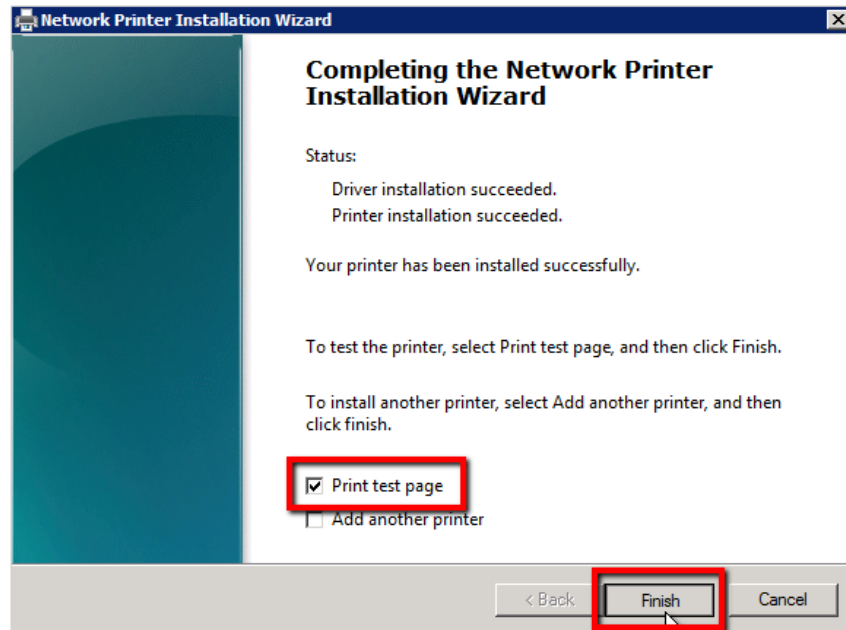 Network Printer Installation Wizard
Completing the Network Printer
Installation Wizard
Status:
Driver installation succeeded.
Printer installation succeeded.
Your printer has been installed successfully.
To test the printer, select Print test page, and then click Finish.
To install another printer, select Add another printer, and then
click finish.
Print test page
Add another printer
< Back
Finish
Cancel